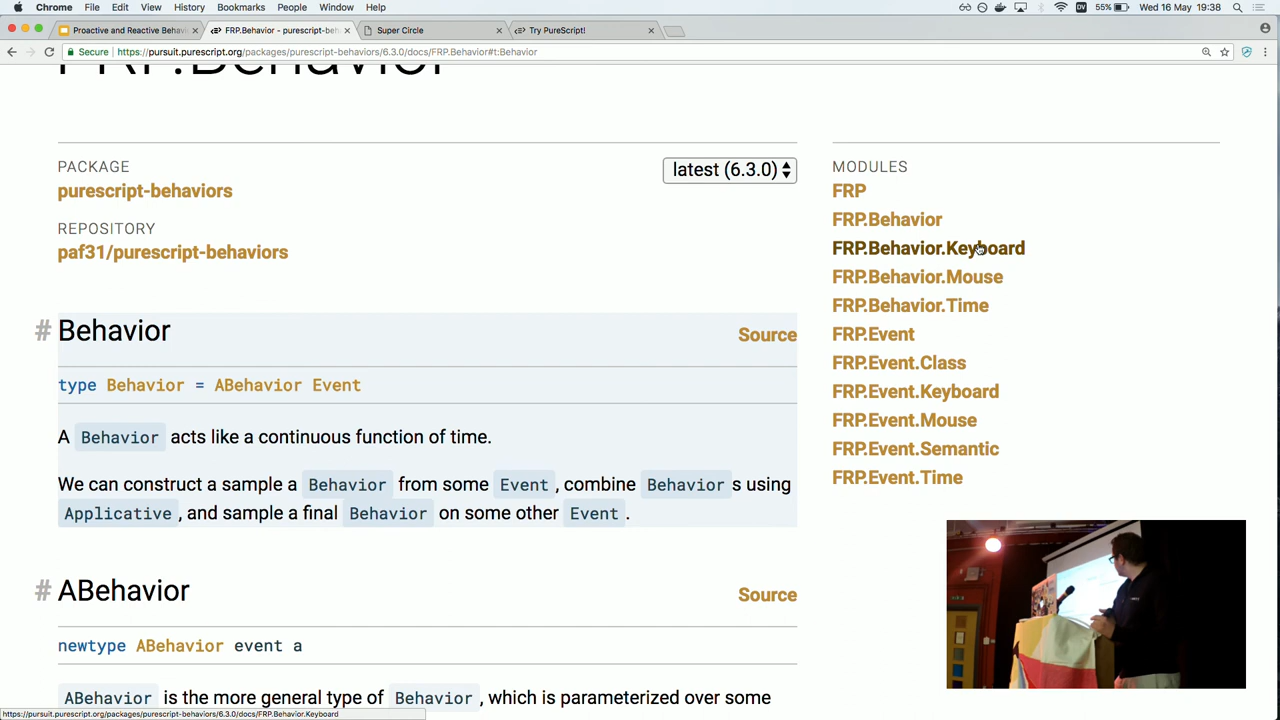 Chrome File Edit View History Bookmarks People Window Help 55% Wed 16 May 19:38
Proactive and Reactive Behavi FRP.Behavior - purescript-beh Super Circle Try PureScript!
Secure https://pursuit.purescript.org/packages/purescript-behaviors/6.3.0/docs/FRP.Behavior#t:Behavior
FRP.Behavior
PACKAGE
purescript-behaviors
latest (6.3.0)
REPOSITORY
paf31/purescript-behaviors
# Behavior Source
type Behavior = ABehavior Event
A Behavior acts like a continuous function of time.
We can construct a sample a Behavior from some Event, combine Behaviors using
Applicative, and sample a final Behavior on some other Event.
# ABehavior Source
newtype ABehavior event a
ABehavior is the more general type of Behavior, which is parameterized over some
MODULES
FRP
FRP.Behavior
FRP.Behavior.Keyboard
FRP.Behavior.Mouse
FRP.Behavior.Time
FRP.Event
FRP.Event.Class
FRP.Event.Keyboard
FRP.Event.Mouse
FRP.Event.Semantic
FRP.Event.Time
https://pursuit.purescript.org/packages/purescript-behaviors/6.3.0/docs/FRP.Behavior.Keyboard